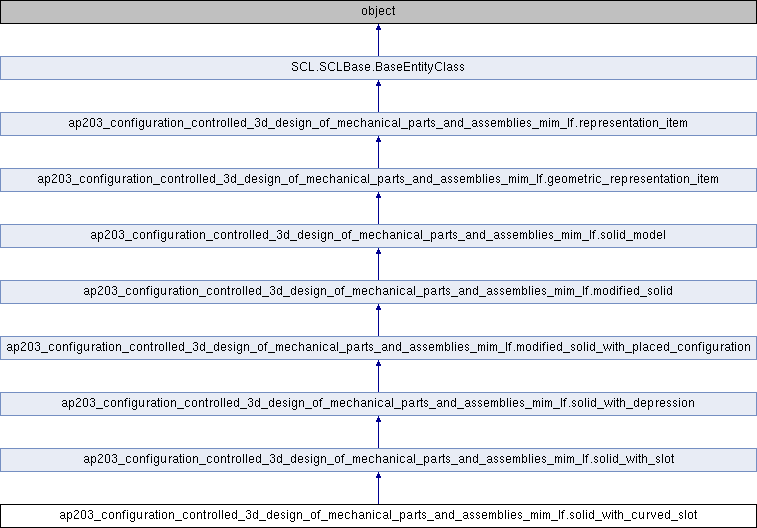 object
SCL.SCLBase.BaseEntityClass
ap203_configuration_controlled_3d_design_of_mechanical_parts_and_assemblies_mim_lf.representation_item
ap203_configuration_controlled_3d_design_of_mechanical_parts_and_assemblies_mim_lf.geometric_representation_item
ap203_configuration_controlled_3d_design_of_mechanical_parts_and_assemblies_mim_lf.solid_model
ap203_configuration_controlled_3d_design_of_mechanical_parts_and_assemblies_mim_lf.modified_solid
ap203_configuration_controlled_3d_design_of_mechanical_parts_and_assemblies_mim_lf.modified_solid_with_placed_configuration
ap203_configuration_controlled_3d_design_of_mechanical_parts_and_assemblies_mim_lf.solid_with_depression
ap203_configuration_controlled_3d_design_of_mechanical_parts_and_assemblies_mim_lf.solid_with_slot
ap203_configuration_controlled_3d_design_of_mechanical_parts_and_assemblies_mim_lf.solid_with_curved_slot